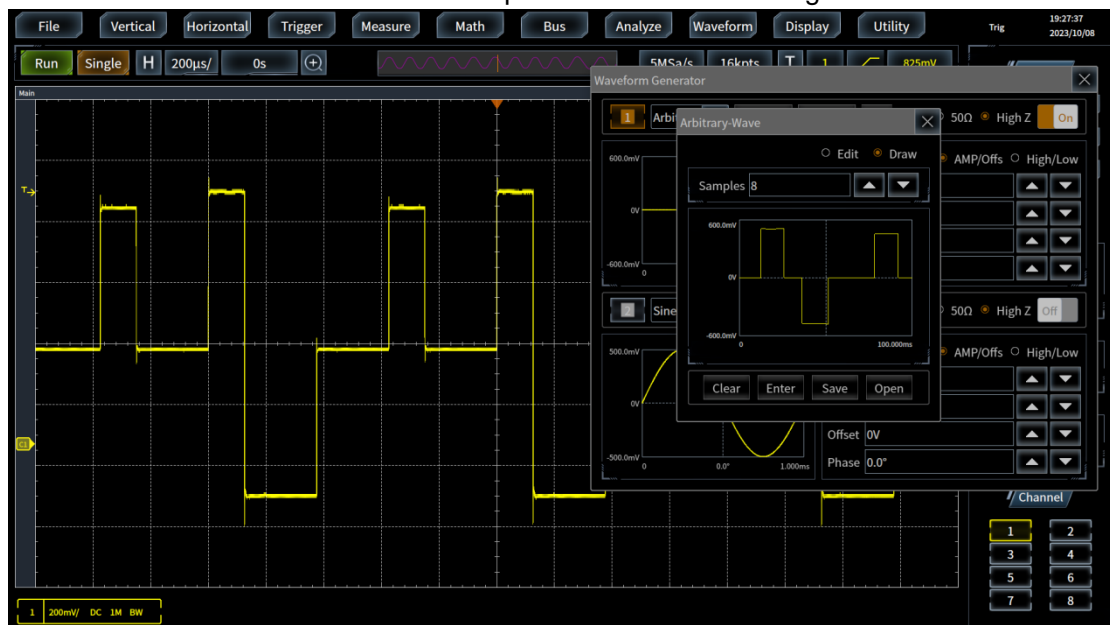 File Vertical Horizontal Trigger Measure Math Bus Analyze Waveform Display Utility Trig 19:27:37
2023/10/08
Run Single H 200μs/ 0s 5MSa/s 16kpts T 1 825mV
Main
Waveform Generator
1 Arbi 50Ω High Z On
Arbitrary-Wave
Edit Draw
600.0mV AMP/Offs High/Low
Samples 8
T
0V
600.0mV
-600.0mV
0
0V
2 Sine 50Ω High Z Off
-600.0mV
0 100.000ms
500.0mV AMP/Offs High/Low
Clear Enter Save Open
0V
C1
Offset 0V
-500.0mV
0 0.0° 1.000ms Phase 0.0°
Channel
1 2
3 4
5 6
7 8
1 200mV/ DC 1M BW